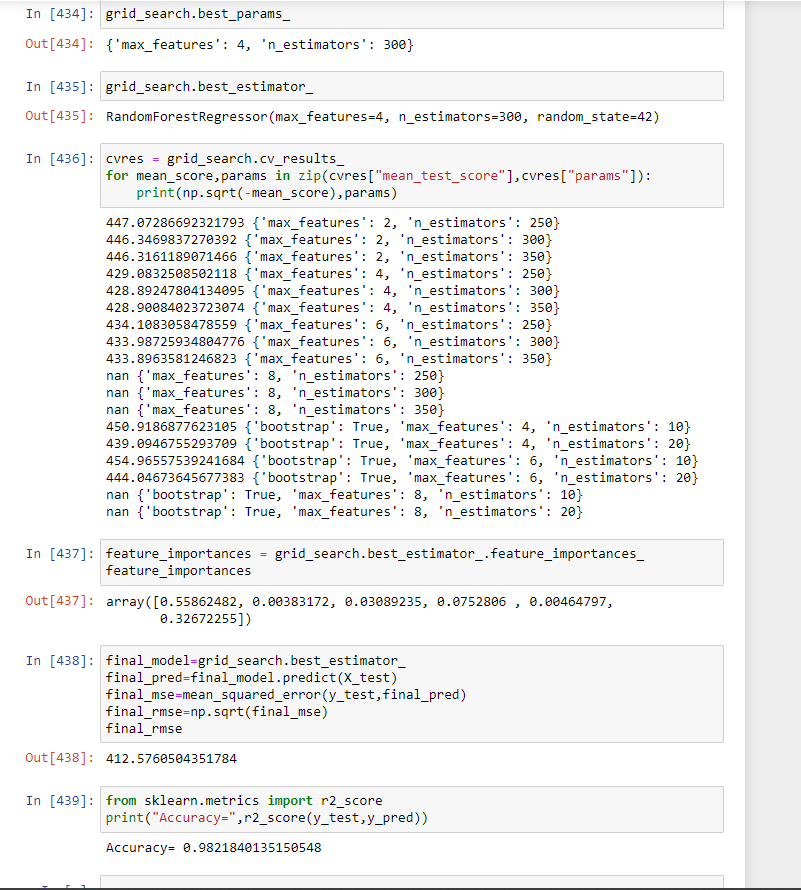 In [434]: grid_search.best_params_
Out[434]: {'max_features': 4, 'n_estimators': 300}
In [435]: grid_search.best_estimator_
Out[435]: RandomForestRegressor(max_features=4, n_estimators=300, random_state=42)
In [436]: cvres = grid_search.cv_results_
for mean_score,params in zip(cvres["mean_test_score"],cvres["params"]):
    print(np.sqrt(-mean_score),params)
447.07286692321793 {'max_features': 2, 'n_estimators': 250}
446.3469837270392 {'max_features': 2, 'n_estimators': 300}
446.3161189071466 {'max_features': 2, 'n_estimators': 350}
429.0832508502118 {'max_features': 4, 'n_estimators': 250}
428.89247804134095 {'max_features': 4, 'n_estimators': 300}
428.90084023723074 {'max_features': 4, 'n_estimators': 350}
434.1083058478559 {'max_features': 6, 'n_estimators': 250}
433.98725934804776 {'max_features': 6, 'n_estimators': 300}
433.8963581246823 {'max_features': 6, 'n_estimators': 350}
nan {'max_features': 8, 'n_estimators': 250}
nan {'max_features': 8, 'n_estimators': 300}
nan {'max_features': 8, 'n_estimators': 350}
450.9186877623105 {'bootstrap': True, 'max_features': 4, 'n_estimators': 10}
439.0946755293709 {'bootstrap': True, 'max_features': 4, 'n_estimators': 20}
454.96557539241684 {'bootstrap': True, 'max_features': 6, 'n_estimators': 10}
444.04673645677383 {'bootstrap': True, 'max_features': 6, 'n_estimators': 20}
nan {'bootstrap': True, 'max_features': 8, 'n_estimators': 10}
nan {'bootstrap': True, 'max_features': 8, 'n_estimators': 20}
In [437]: feature_importances = grid_search.best_estimator_.feature_importances_
feature_importances
Out[437]: array([0.55862482, 0.00383172, 0.03089235, 0.0752806 , 0.00464797,
       0.32672255])
In [438]: final_model=grid_search.best_estimator_
final_pred=final_model.predict(X_test)
final_mse=mean_squared_error(y_test,final_pred)
final_rmse=np.sqrt(final_mse)
final_rmse
Out[438]: 412.5760504351784
In [439]: from sklearn.metrics import r2_score
print("Accuracy=",r2_score(y_test,y_pred))
Accuracy= 0.9821840135150548